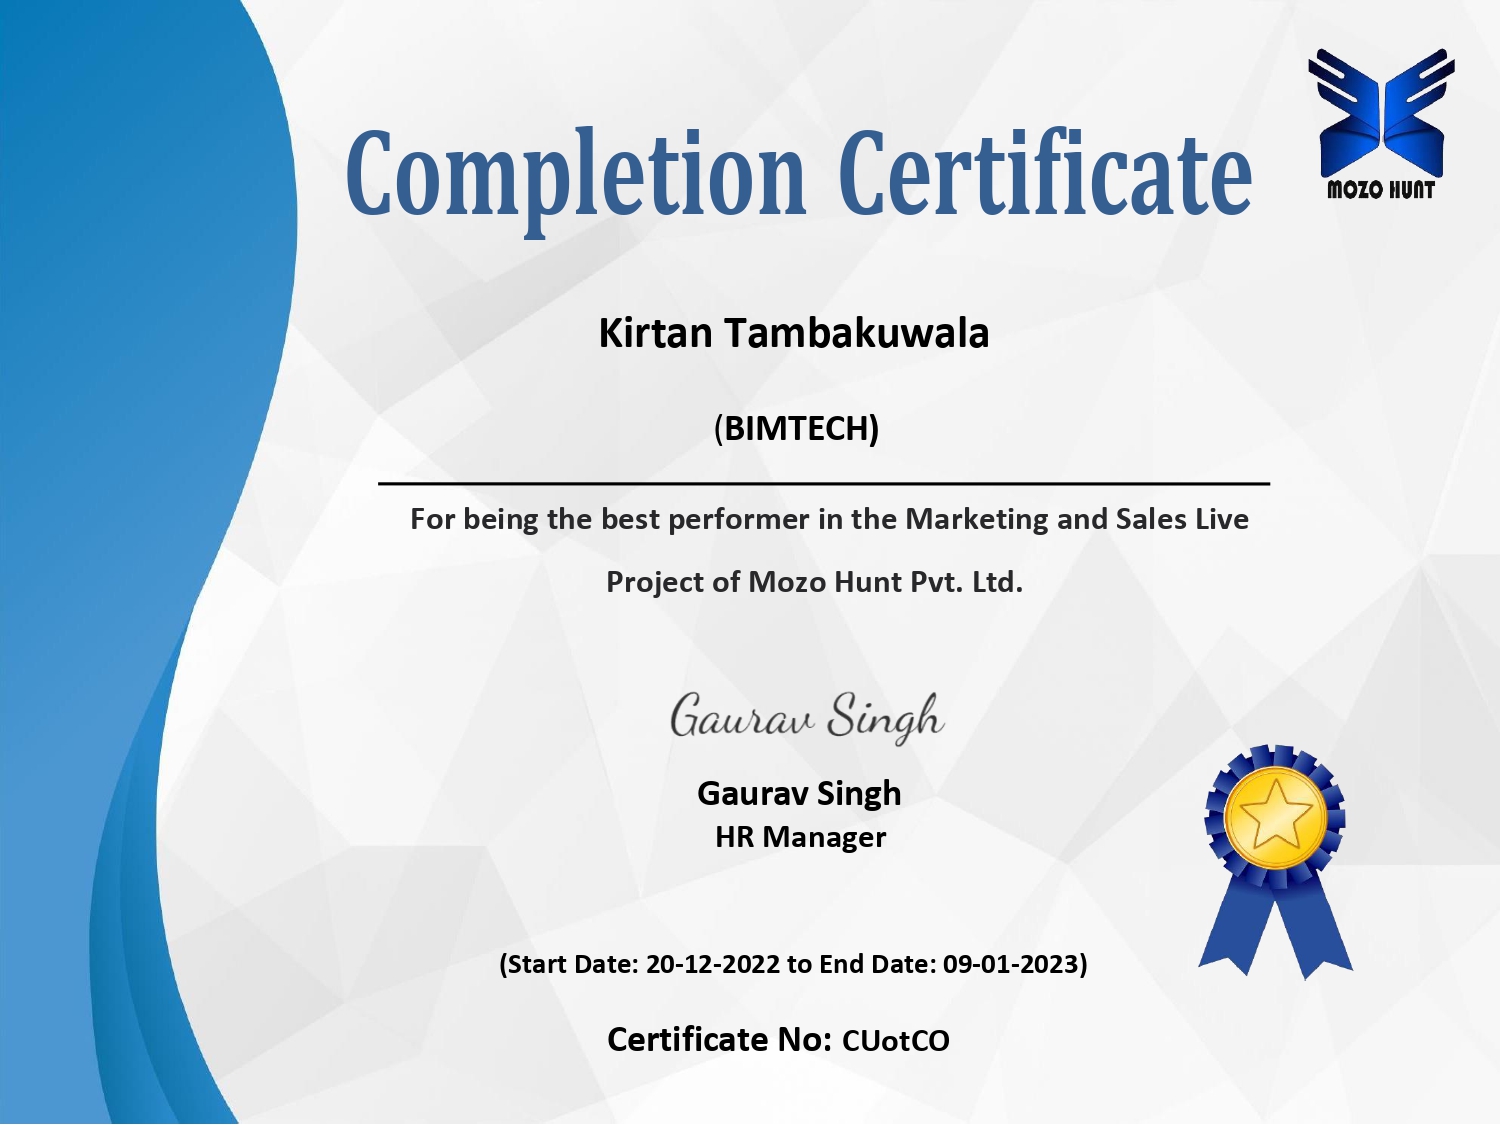 Completion Certificate
MOZO HUNT
Kirtan Tambakuwala
(BIMTECH)
For being the best performer in the Marketing and Sales Live
Project of Mozo Hunt Pvt. Ltd.
Gaurav Singh
Gaurav Singh
HR Manager
(Start Date: 20-12-2022 to End Date: 09-01-2023)
Certificate No: CUotCO